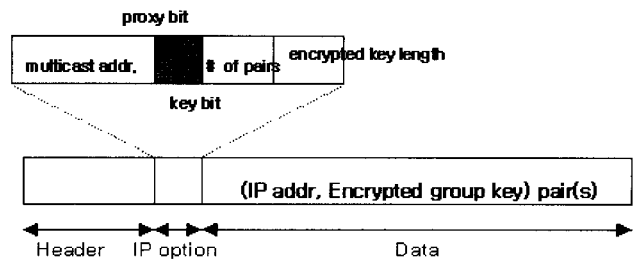 proxy bit
multicast addr, # of pairs encrypted key length
key bit
(IP addr, Encrypted group key) pair(s)
Header IP option Data